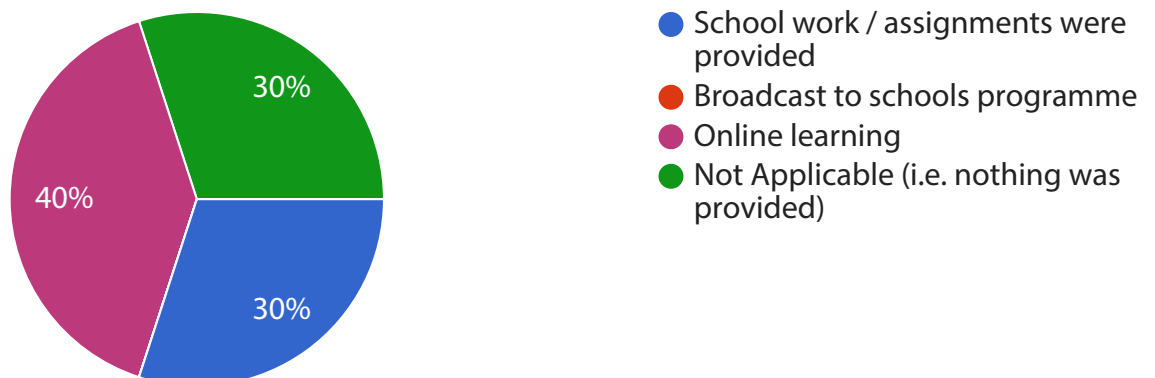 30%
40%
30%
School work / assignments were
provided
Broadcast to schools programme
Online learning
Not Applicable (i.e. nothing was
provided)